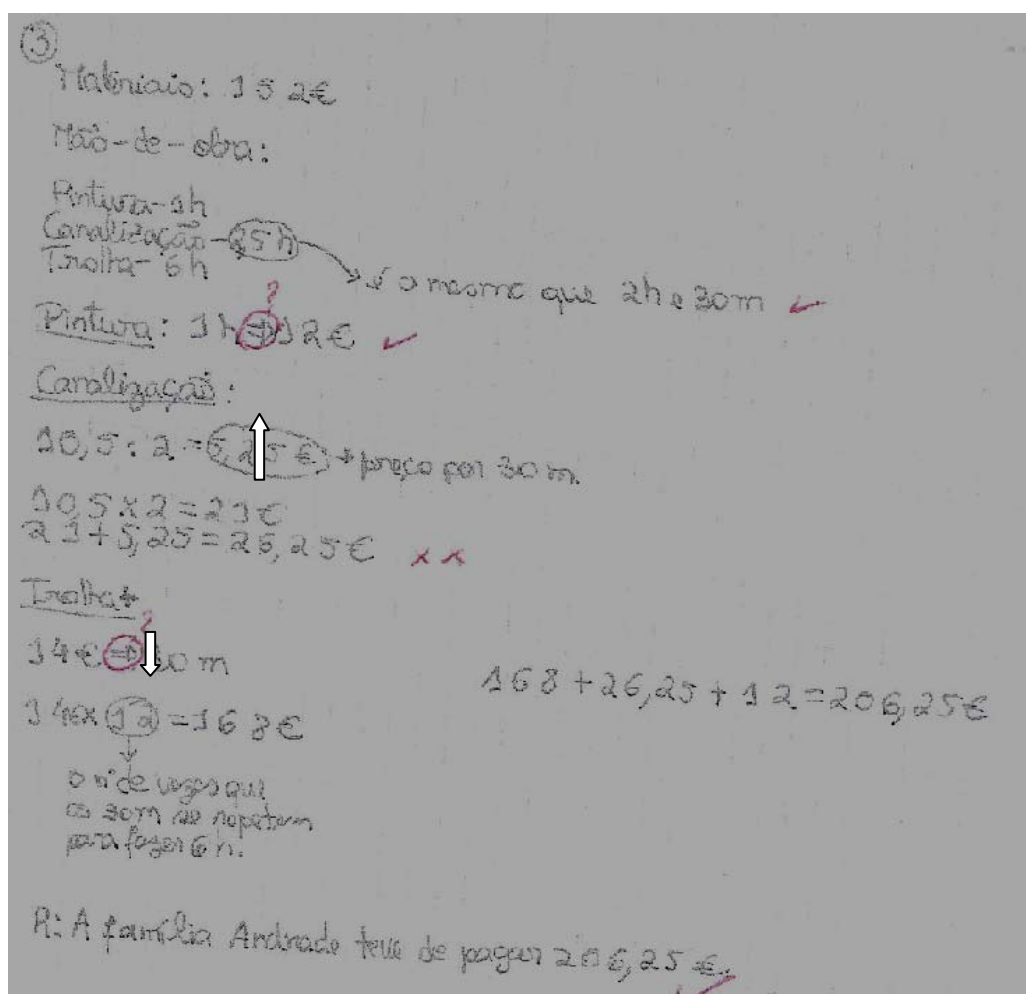 ③
Materiais: 152€
Mão-de-obra:
Pintura- 1h
Canalização- 2,5 h
Trolha- 6h
→ é o mesmo que 2h e 30m ✓
?
Pintura: 1h ⇒ 12€ ✓
Canalização:
10,5 : 2 = 5,25 € → preço por 30 m.
10,5 x 2 = 21€
21 + 5,25 = 26,25€ x x
Trolha
?
14€ ⇒ 30 m
14€x 12 = 168€
168 + 26,25 + 12 = 206,25€
o nº de vezes que
os 30m se repetem
para fazer 6h.
R: A família Andrade teve de pagar 206,25 €.